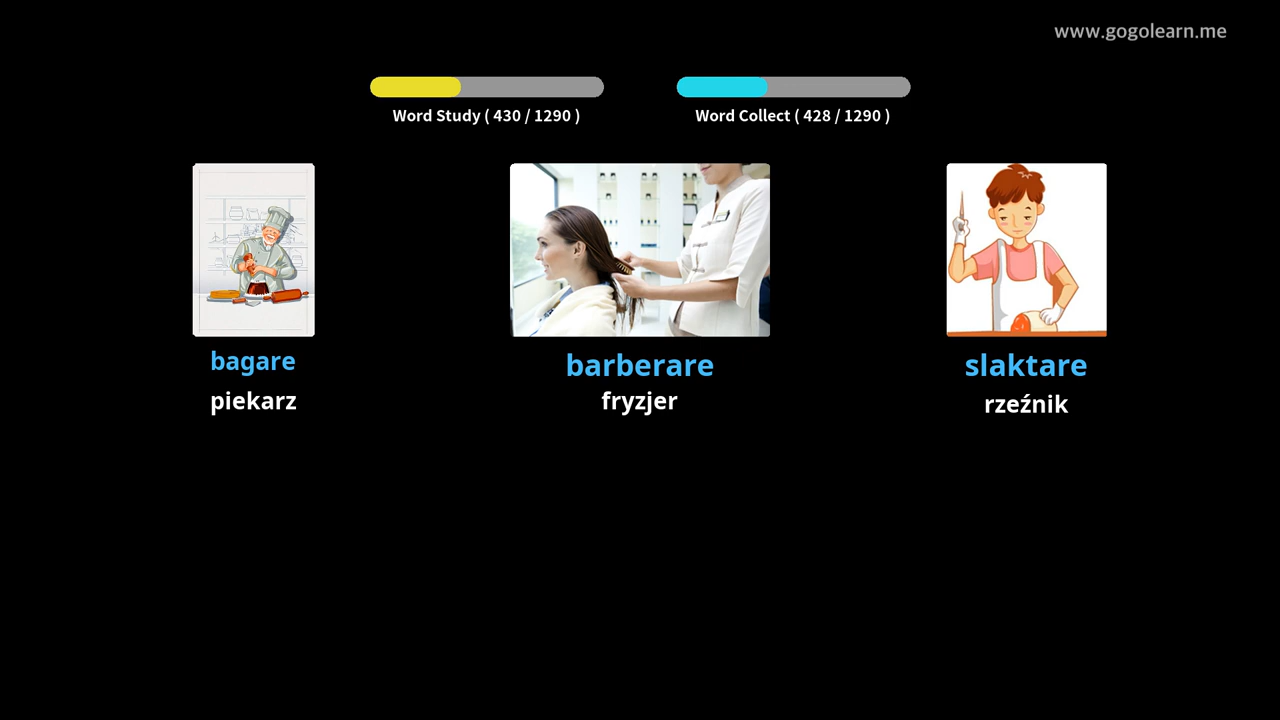 www.gogolearn.me
Word Study ( 430 / 1290 )
Word Collect ( 428 / 1290 )
bagare
piekarz
barberare
fryzjer
slaktare
rzeźnik